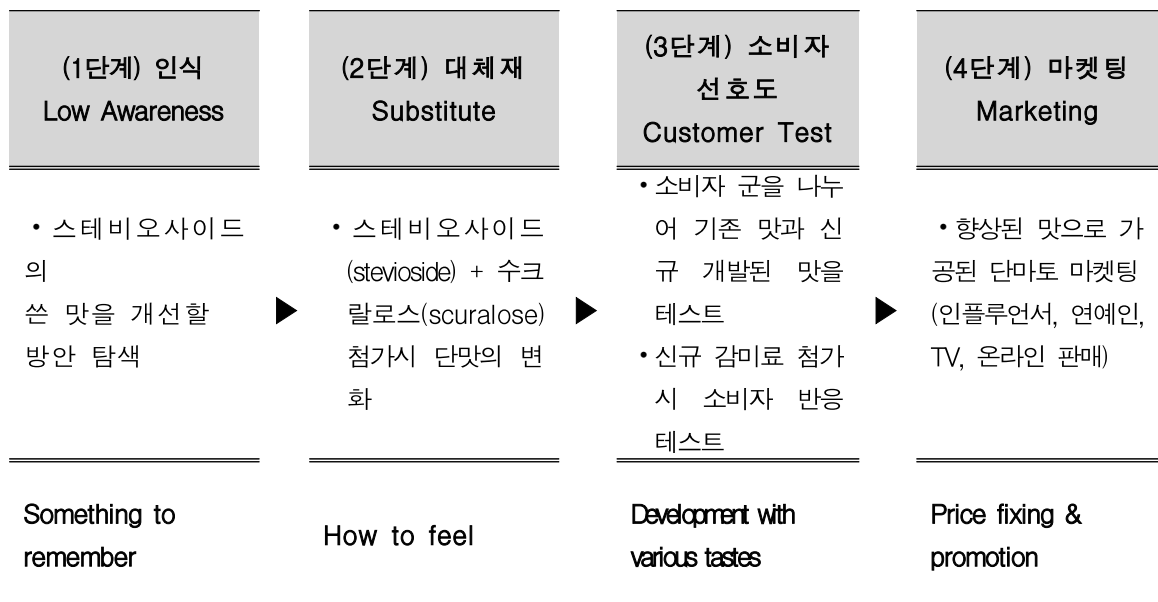 (1단계) 인식
Low Awareness
• 스테비오사이드
의
쓴 맛을 개선할
방안 탐색
Something to
remember
▶
(2단계) 대체재
Substitute
• 스테비오사이드
(stevioside) + 수크
랄로스(scuralose)
첨가시 단맛의 변
화
How to feel
▶
(3단계) 소비자
선호도
Customer Test
• 소비자 군을 나누
어 기존 맛과 신
규 개발된 맛을
테스트
• 신규 감미료 첨가
시 소비자 반응
테스트
Development with
various tastes
▶
(4단계) 마켓팅
Marketing
• 향상된 맛으로 가
공된 단마토 마켓팅
(인플루언서, 연예인,
TV, 온라인 판매)
Price fixing &
promotion